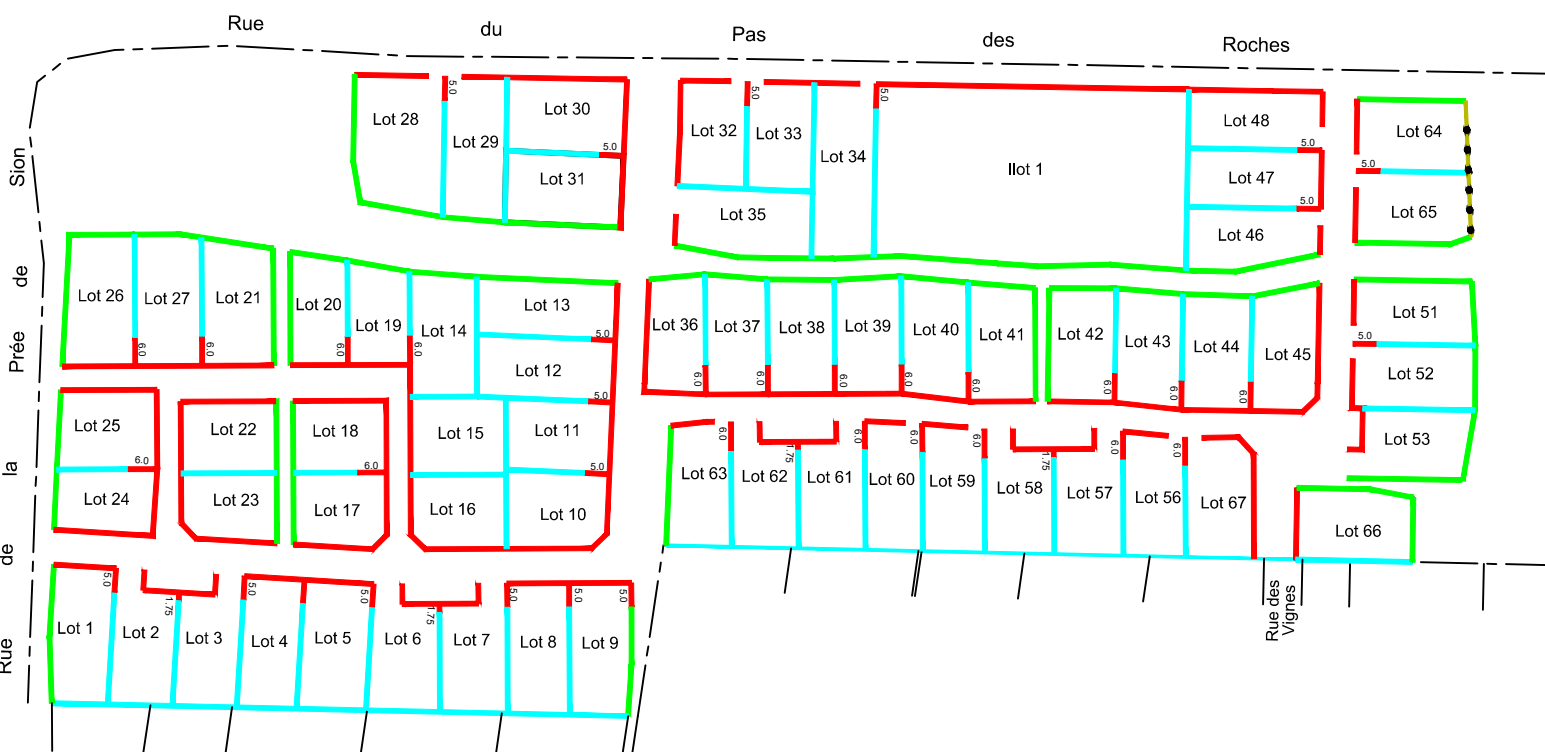 Rue du Pas des Roches
Rue de la Prée de Sion
Lot 28
Lot 29
Lot 30
Lot 31
5.0
5.0
Lot 32
Lot 33
Lot 34
Lot 35
5.0
5.0
Ilot 1
Lot 48
5.0
Lot 47
5.0
Lot 46
Lot 64
5.0
Lot 65
Lot 26
Lot 27
Lot 21
6.0
6.0
Lot 20
Lot 19
6.0
6.0
Lot 14
Lot 13
5.0
Lot 12
5.0
Lot 36
Lot 37
Lot 38
Lot 39
Lot 40
Lot 41
6.0
6.0
6.0
6.0
6.0
Lot 42
Lot 43
Lot 44
Lot 45
6.0
6.0
6.0
Lot 51
5.0
Lot 52
Lot 53
Lot 25
6.0
Lot 24
Lot 22
Lot 23
Lot 18
6.0
Lot 17
Lot 15
Lot 11
5.0
Lot 16
Lot 10
Lot 63
6.0
Lot 62
1.75
Lot 61
6.0
Lot 60
6.0
Lot 59
6.0
Lot 58
1.75
Lot 57
6.0
Lot 56
6.0
Lot 67
Lot 66
Lot 1
5.0
Lot 2
1.75
Lot 3
5.0
Lot 4
Lot 5
5.0
Lot 6
1.75
Lot 7
5.0
Lot 8
5.0
Lot 9
5.0
Rue des
Vignes